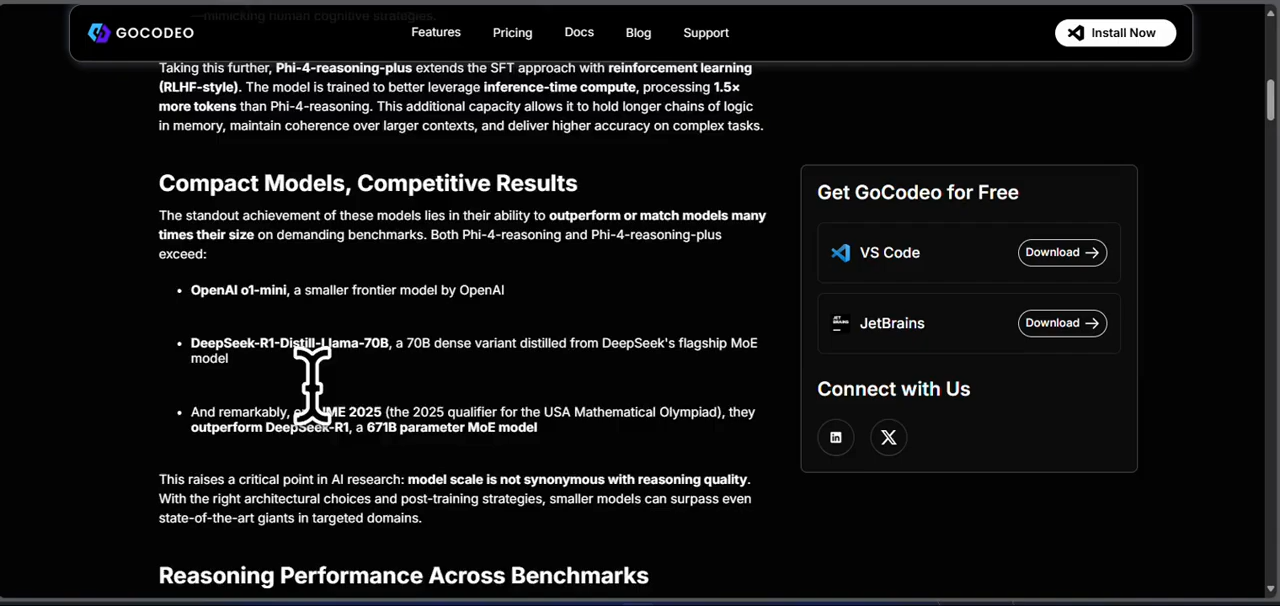 —mimicking human cognitive strategies.
GOCODEO
Features
Pricing
Docs
Blog
Support
Install Now
Taking this further, Phi-4-reasoning-plus extends the SFT approach with reinforcement learning
(RLHF-style). The model is trained to better leverage inference-time compute, processing 1.5×
more tokens than Phi-4-reasoning. This additional capacity allows it to hold longer chains of logic
in memory, maintain coherence over larger contexts, and deliver higher accuracy on complex tasks.
Compact Models, Competitive Results
The standout achievement of these models lies in their ability to outperform or match models many
times their size on demanding benchmarks. Both Phi-4-reasoning and Phi-4-reasoning-plus
exceed:
• OpenAI o1-mini, a smaller frontier model by OpenAI
• DeepSeek-R1-Distill-Llama-70B, a 70B dense variant distilled from DeepSeek's flagship MoE
model
• And remarkably, 2025 (the 2025 qualifier for the USA Mathematical Olympiad), they
outperform DeepSeek-R1, a 671B parameter MoE model
This raises a critical point in AI research: model scale is not synonymous with reasoning quality.
With the right architectural choices and post-training strategies, smaller models can surpass even
state-of-the-art giants in targeted domains.
Reasoning Performance Across Benchmarks
Get GoCodeo for Free
VS Code
Download →
JET BRAINS
JetBrains
Download →
Connect with Us
in
X